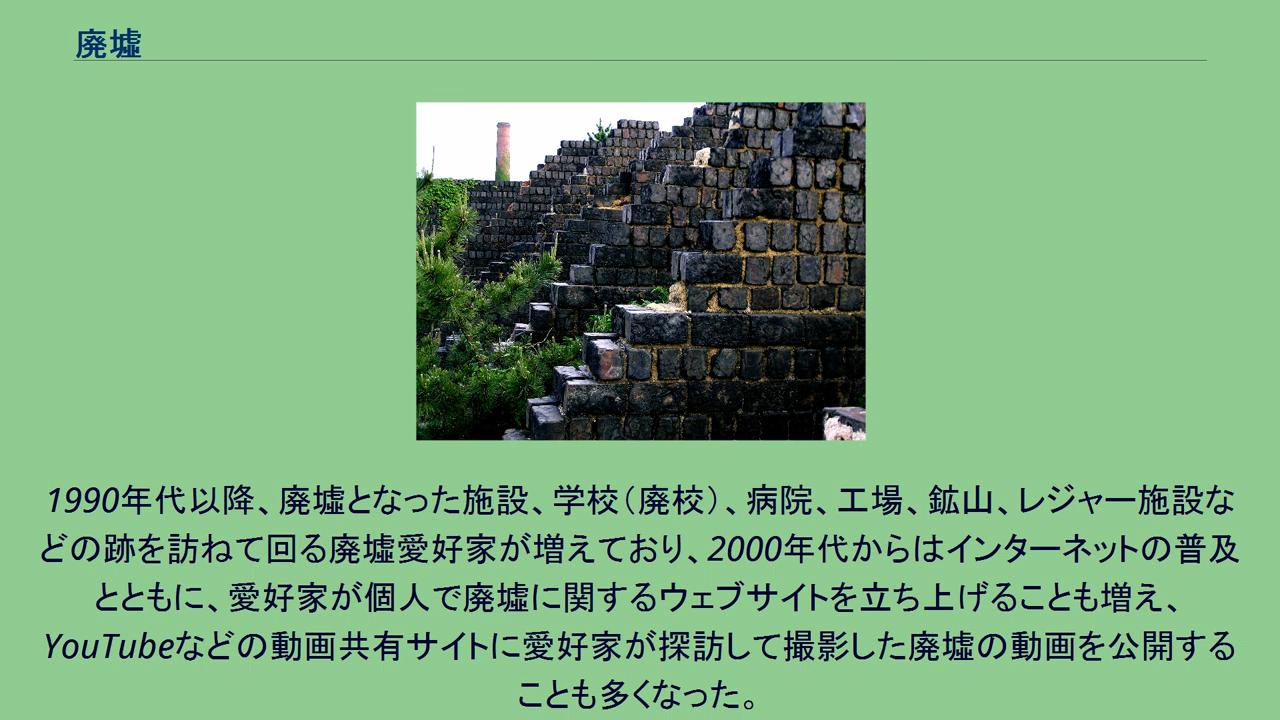 廃墟
1990年代以降、廃墟となった施設、学校（廃校）、病院、工場、鉱山、レジャー施設な
どの跡を訪ねて回る廃墟愛好家が増えており、2000年代からはインターネットの普及
とともに、愛好家が個人で廃墟に関するウェブサイトを立ち上げることも増え、
YouTubeなどの動画共有サイトに愛好家が探訪して撮影した廃墟の動画を公開する
ことも多くなった。